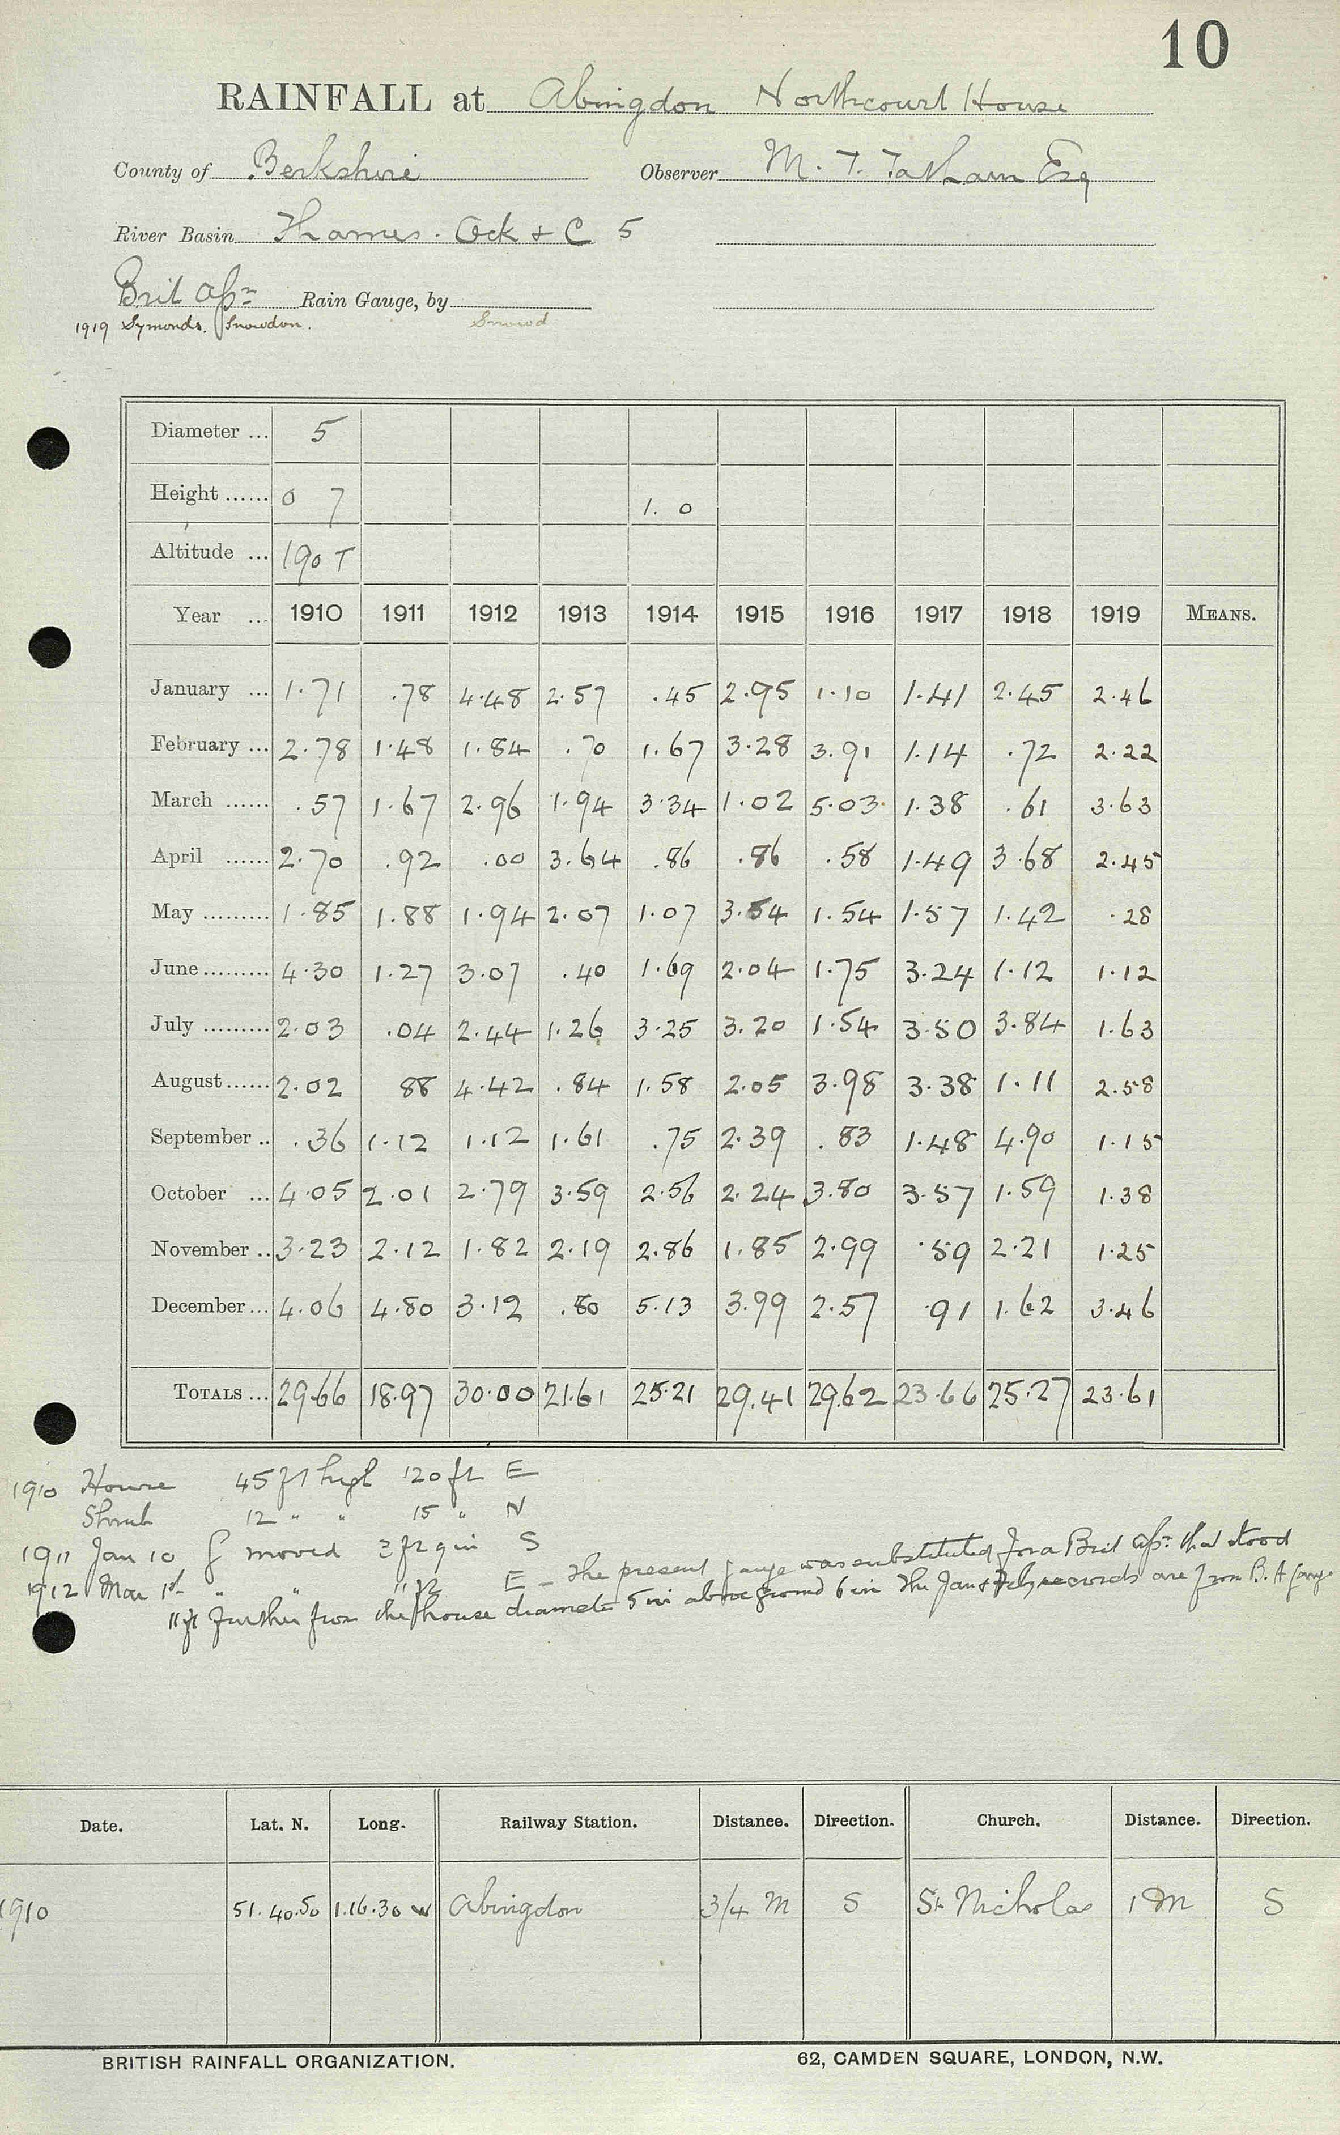 10
RAINFALL at Abingdon Northcourt House
County of Berkshire Observer M. T. Tatham Esq
River Basin Thames. Ock & C 5
Brit Assn Rain Gauge, by
1919 Symonds. Snowdon. Snowd
Diameter ... 5
Height ...... 0 7 1. 0
Altitude ... 190 T
Year ... 1910 1911 1912 1913 1914 1915 1916 1917 1918 1919 MEANS.
January ... 1.71 .78 4.48 2.57 .45 2.95 1.10 1.41 2.45 2.46
February ... 2.78 1.48 1.84 .70 1.67 3.28 3.91 1.14 .72 2.22
March ...... .57 1.67 2.96 1.94 3.34 1.02 5.03 1.38 .61 3.63
April ...... 2.70 .92 .00 3.64 .86 .86 .58 1.49 3.68 2.45
May ......... 1.85 1.88 1.94 2.07 1.07 3.54 1.54 1.57 1.42 .28
June ......... 4.30 1.27 3.07 .40 1.69 2.04 1.75 3.24 1.12 1.12
July ......... 2.03 .04 2.44 1.26 3.25 3.20 1.54 3.50 3.84 1.63
August...... 2.02 88 4.42 .84 1.58 2.05 3.98 3.38 1.11 2.58
September .. .36 1.12 1.12 1.61 .75 2.39 .83 1.48 4.90 1.15
October ... 4.05 2.01 2.79 3.59 2.56 2.24 3.80 3.57 1.59 1.38
November .. 3.23 2.12 1.82 2.19 2.86 1.85 2.99 .59 2.21 1.25
December ... 4.06 4.80 3.12 .80 5.13 3.99 2.57 .91 1.62 3.46
TOTALS ... 29.66 18.97 30.00 21.61 25.21 29.41 29.62 23.66 25.27 23.61
1910 House 45 ft high 120 ft E
Shrub 12 " " 15 " N
1911 Jan 10 G moved 3 ft 9 in S
1912 Mar 1st " " 11 ft E - The present gauge was substituted for a Brit Assn. that stood
11 ft further from the house diameter 5 in above ground 6 in The Jan & Feb records are from B. A gauge
Date. Lat. N. Long. Railway Station. Distance. Direction. Church. Distance. Direction.
1910 51.40.50 1.16.30 W Abingdon 3/4 M S St. Nicholas 1 M S
BRITISH RAINFALL ORGANIZATION. 62, CAMDEN SQUARE, LONDON, N.W.